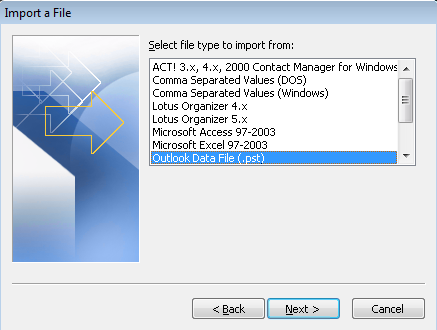 Import a File
Select file type to import from:
ACT! 3.x, 4.x, 2000 Contact Manager for Windows
Comma Separated Values (DOS)
Comma Separated Values (Windows)
Lotus Organizer 4.x
Lotus Organizer 5.x
Microsoft Access 97-2003
Microsoft Excel 97-2003
Outlook Data File (.pst)
< Back
Next >
Cancel